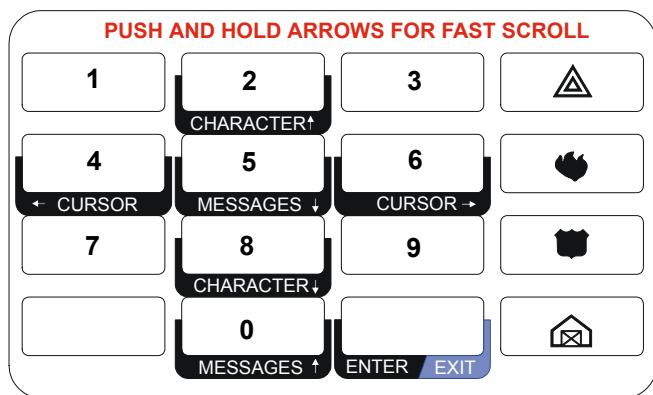 PUSH AND HOLD ARROWS FOR FAST SCROLL
1 2 3
CHARACTER↑
4 5 6
← CURSOR MESSAGES ↓ CURSOR →
7 8 9
CHARACTER↓
0
MESSAGES ↑ ENTER EXIT